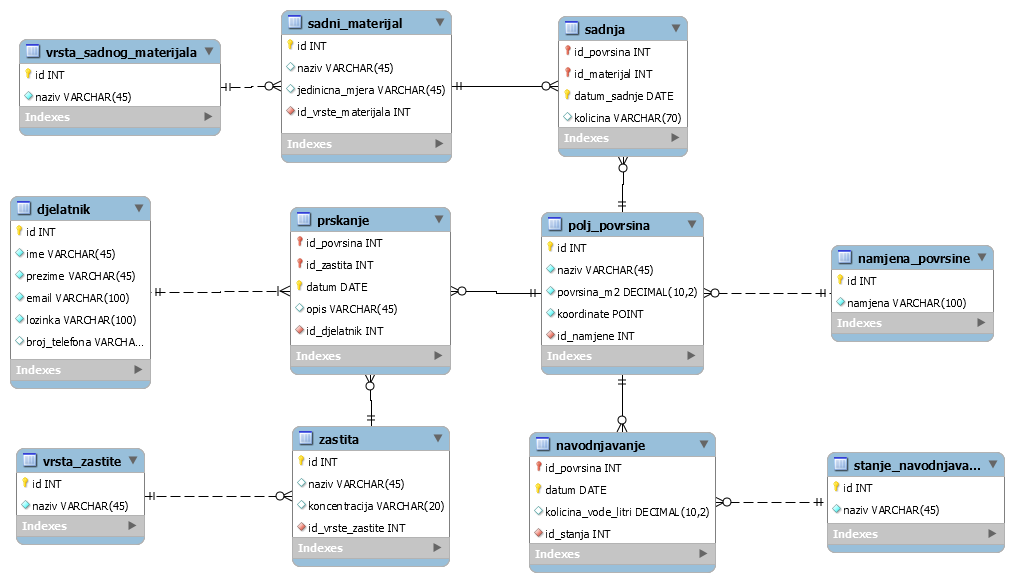 vrsta_sadnog_materijala
id INT
naziv VARCHAR(45)
Indexes
sadni_materijal
id INT
naziv VARCHAR(45)
jedinicna_mjera VARCHAR(45)
id_vrste_materijala INT
Indexes
sadnja
id_povrsina INT
id_materijal INT
datum_sadnje DATE
kolicina VARCHAR(70)
Indexes
djelatnik
id INT
ime VARCHAR(45)
prezime VARCHAR(45)
email VARCHAR(100)
lozinka VARCHAR(100)
broj_telefona VARCHA...
Indexes
prskanje
id_povrsina INT
id_zastita INT
datum DATE
opis VARCHAR(45)
id_djelatnik INT
Indexes
polj_povrsina
id INT
naziv VARCHAR(45)
povrsina_m2 DECIMAL(10,2)
koordinate POINT
id_namjene INT
Indexes
namjena_povrsine
id INT
namjena VARCHAR(100)
Indexes
vrsta_zastite
id INT
naziv VARCHAR(45)
Indexes
zastita
id INT
naziv VARCHAR(45)
koncentracija VARCHAR(20)
id_vrste_zastite INT
Indexes
navodnjavanje
id_povrsina INT
datum DATE
kolicina_vode_litri DECIMAL(10,2)
id_stanja INT
Indexes
stanje_navodnjava...
id INT
naziv VARCHAR(45)
Indexes